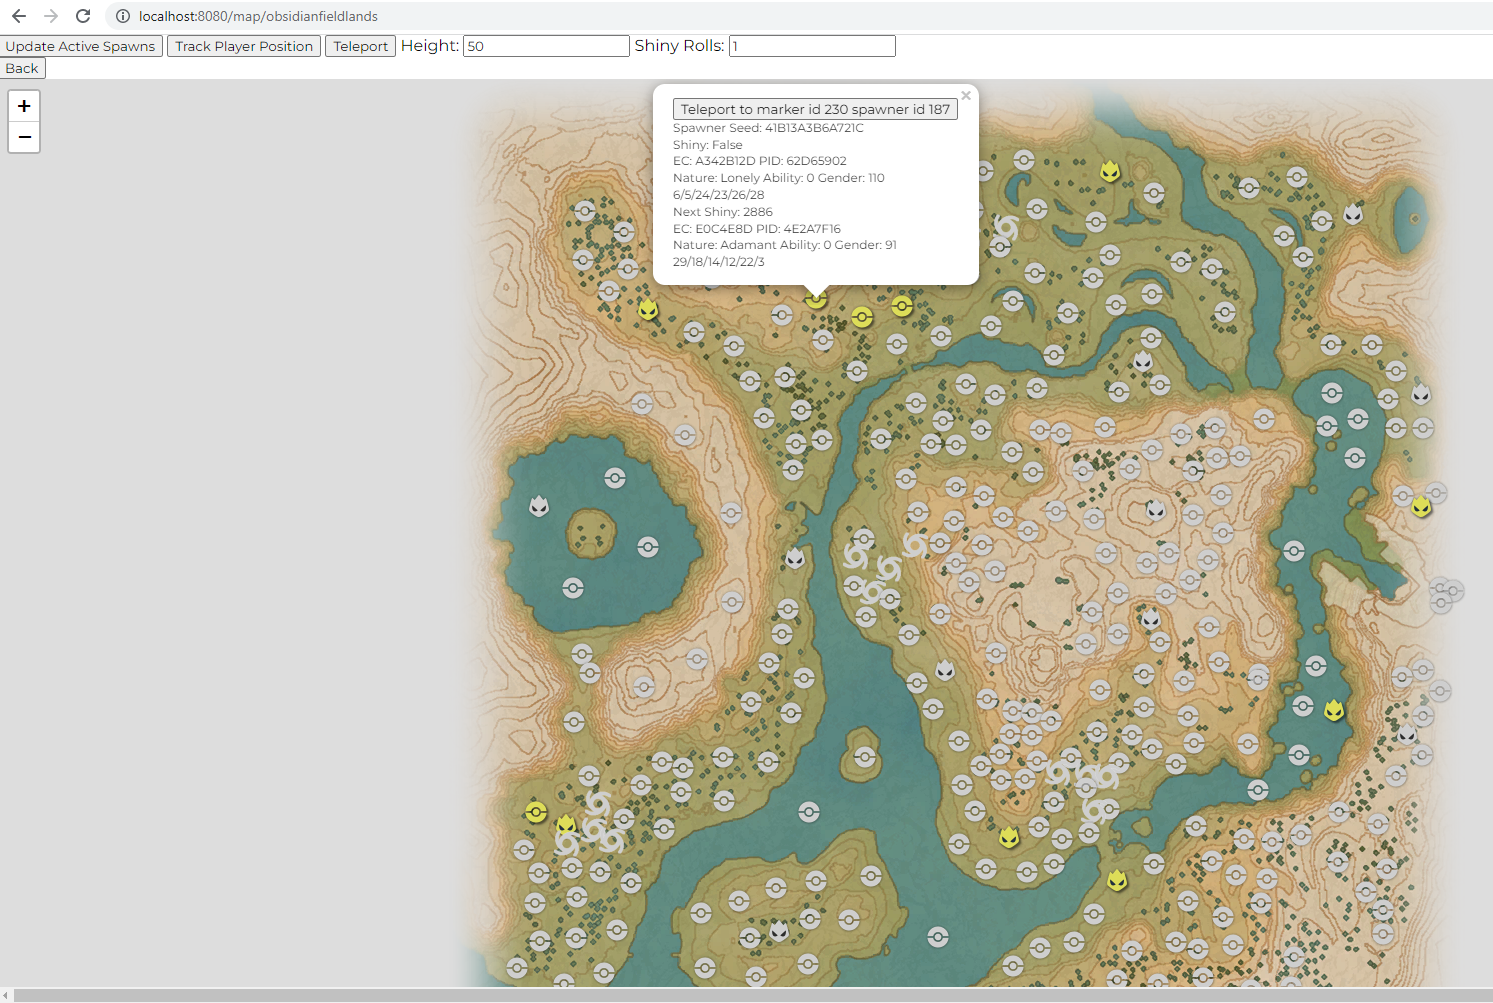 localhost:8080/map/obsidianfieldlands
Update Active Spawns Track Player Position Teleport Height: 50 Shiny Rolls: 1
Back
+
−
×
Teleport to marker id 230 spawner id 187
Spawner Seed: 41B13A3B6A721C
Shiny: False
EC: A342B12D PID: 62D65902
Nature: Lonely Ability: 0 Gender: 110
6/5/24/23/26/28
Next Shiny: 2886
EC: E0C4E8D PID: 4E2A7F16
Nature: Adamant Ability: 0 Gender: 91
29/18/14/12/22/3